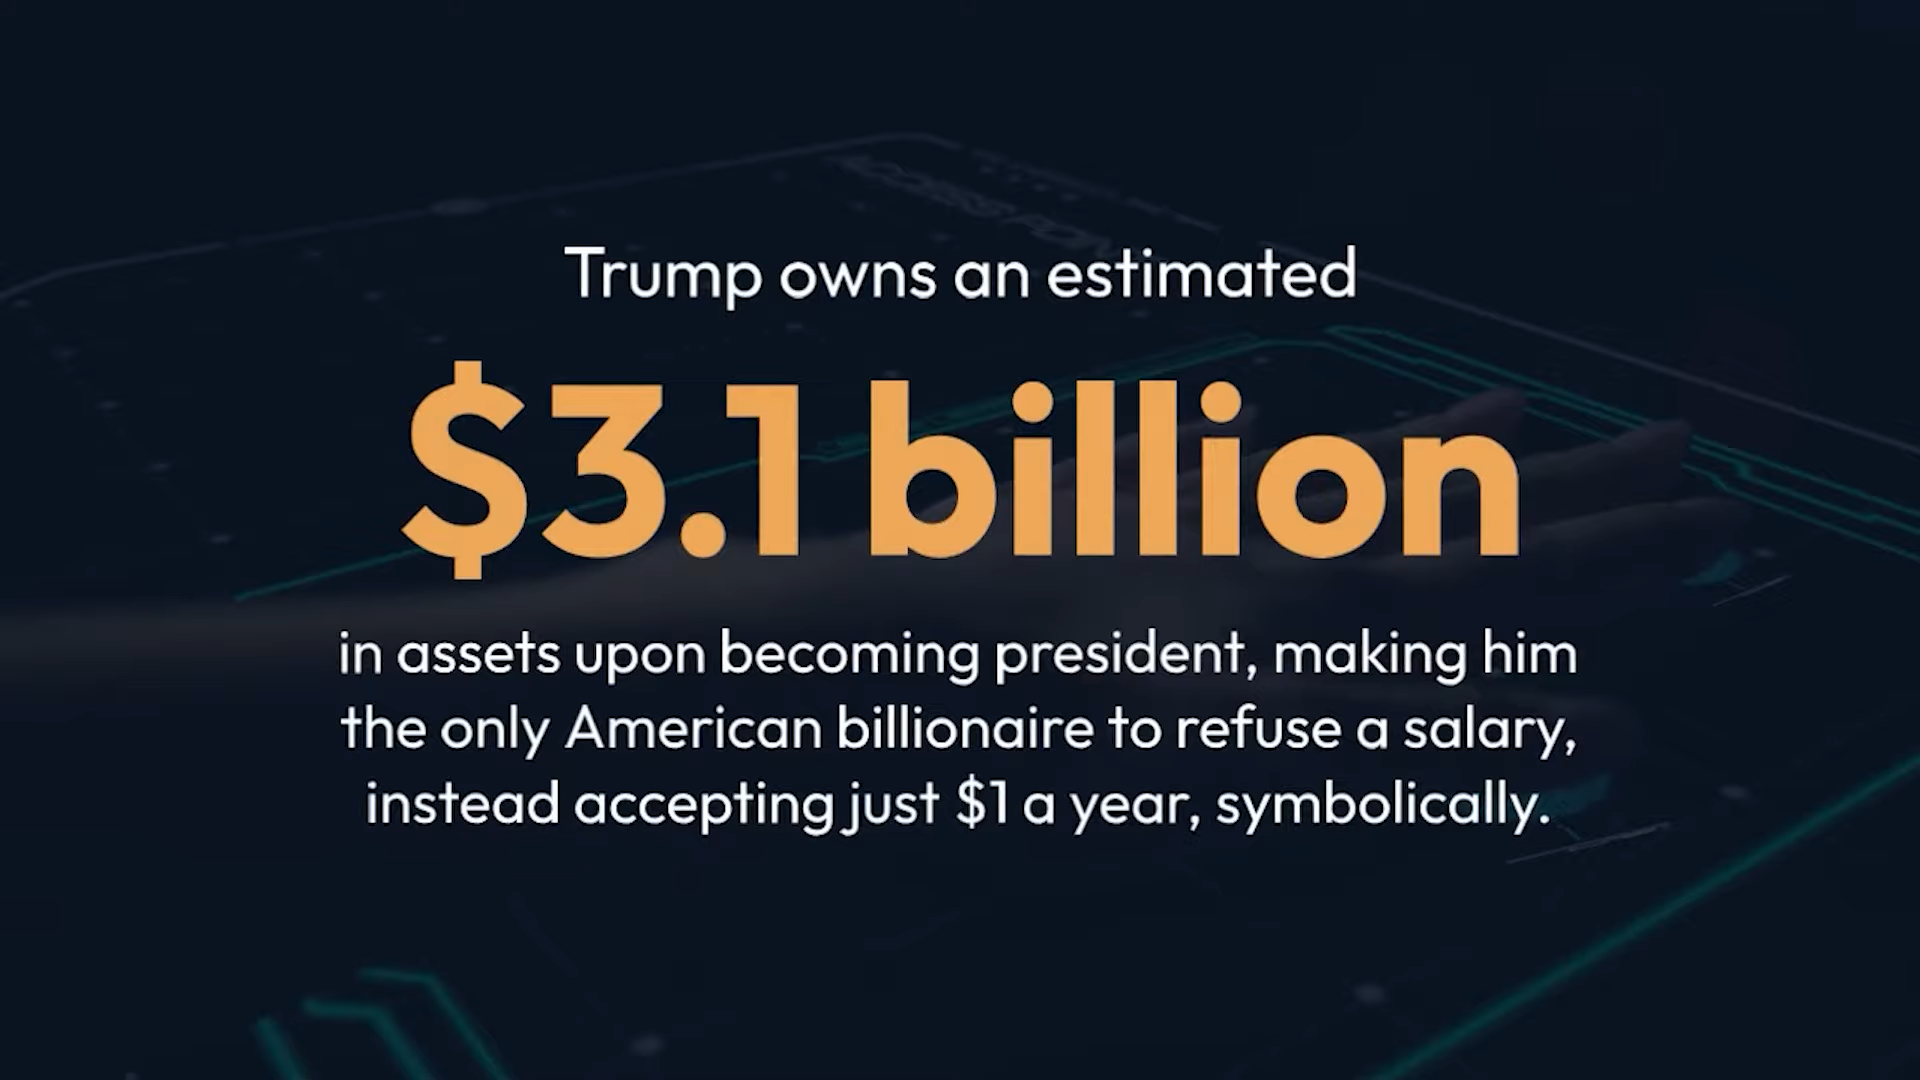 Trump owns an estimated
$3.1 billion
in assets upon becoming president, making him
the only American billionaire to refuse a salary,
instead accepting just $1 a year, symbolically.